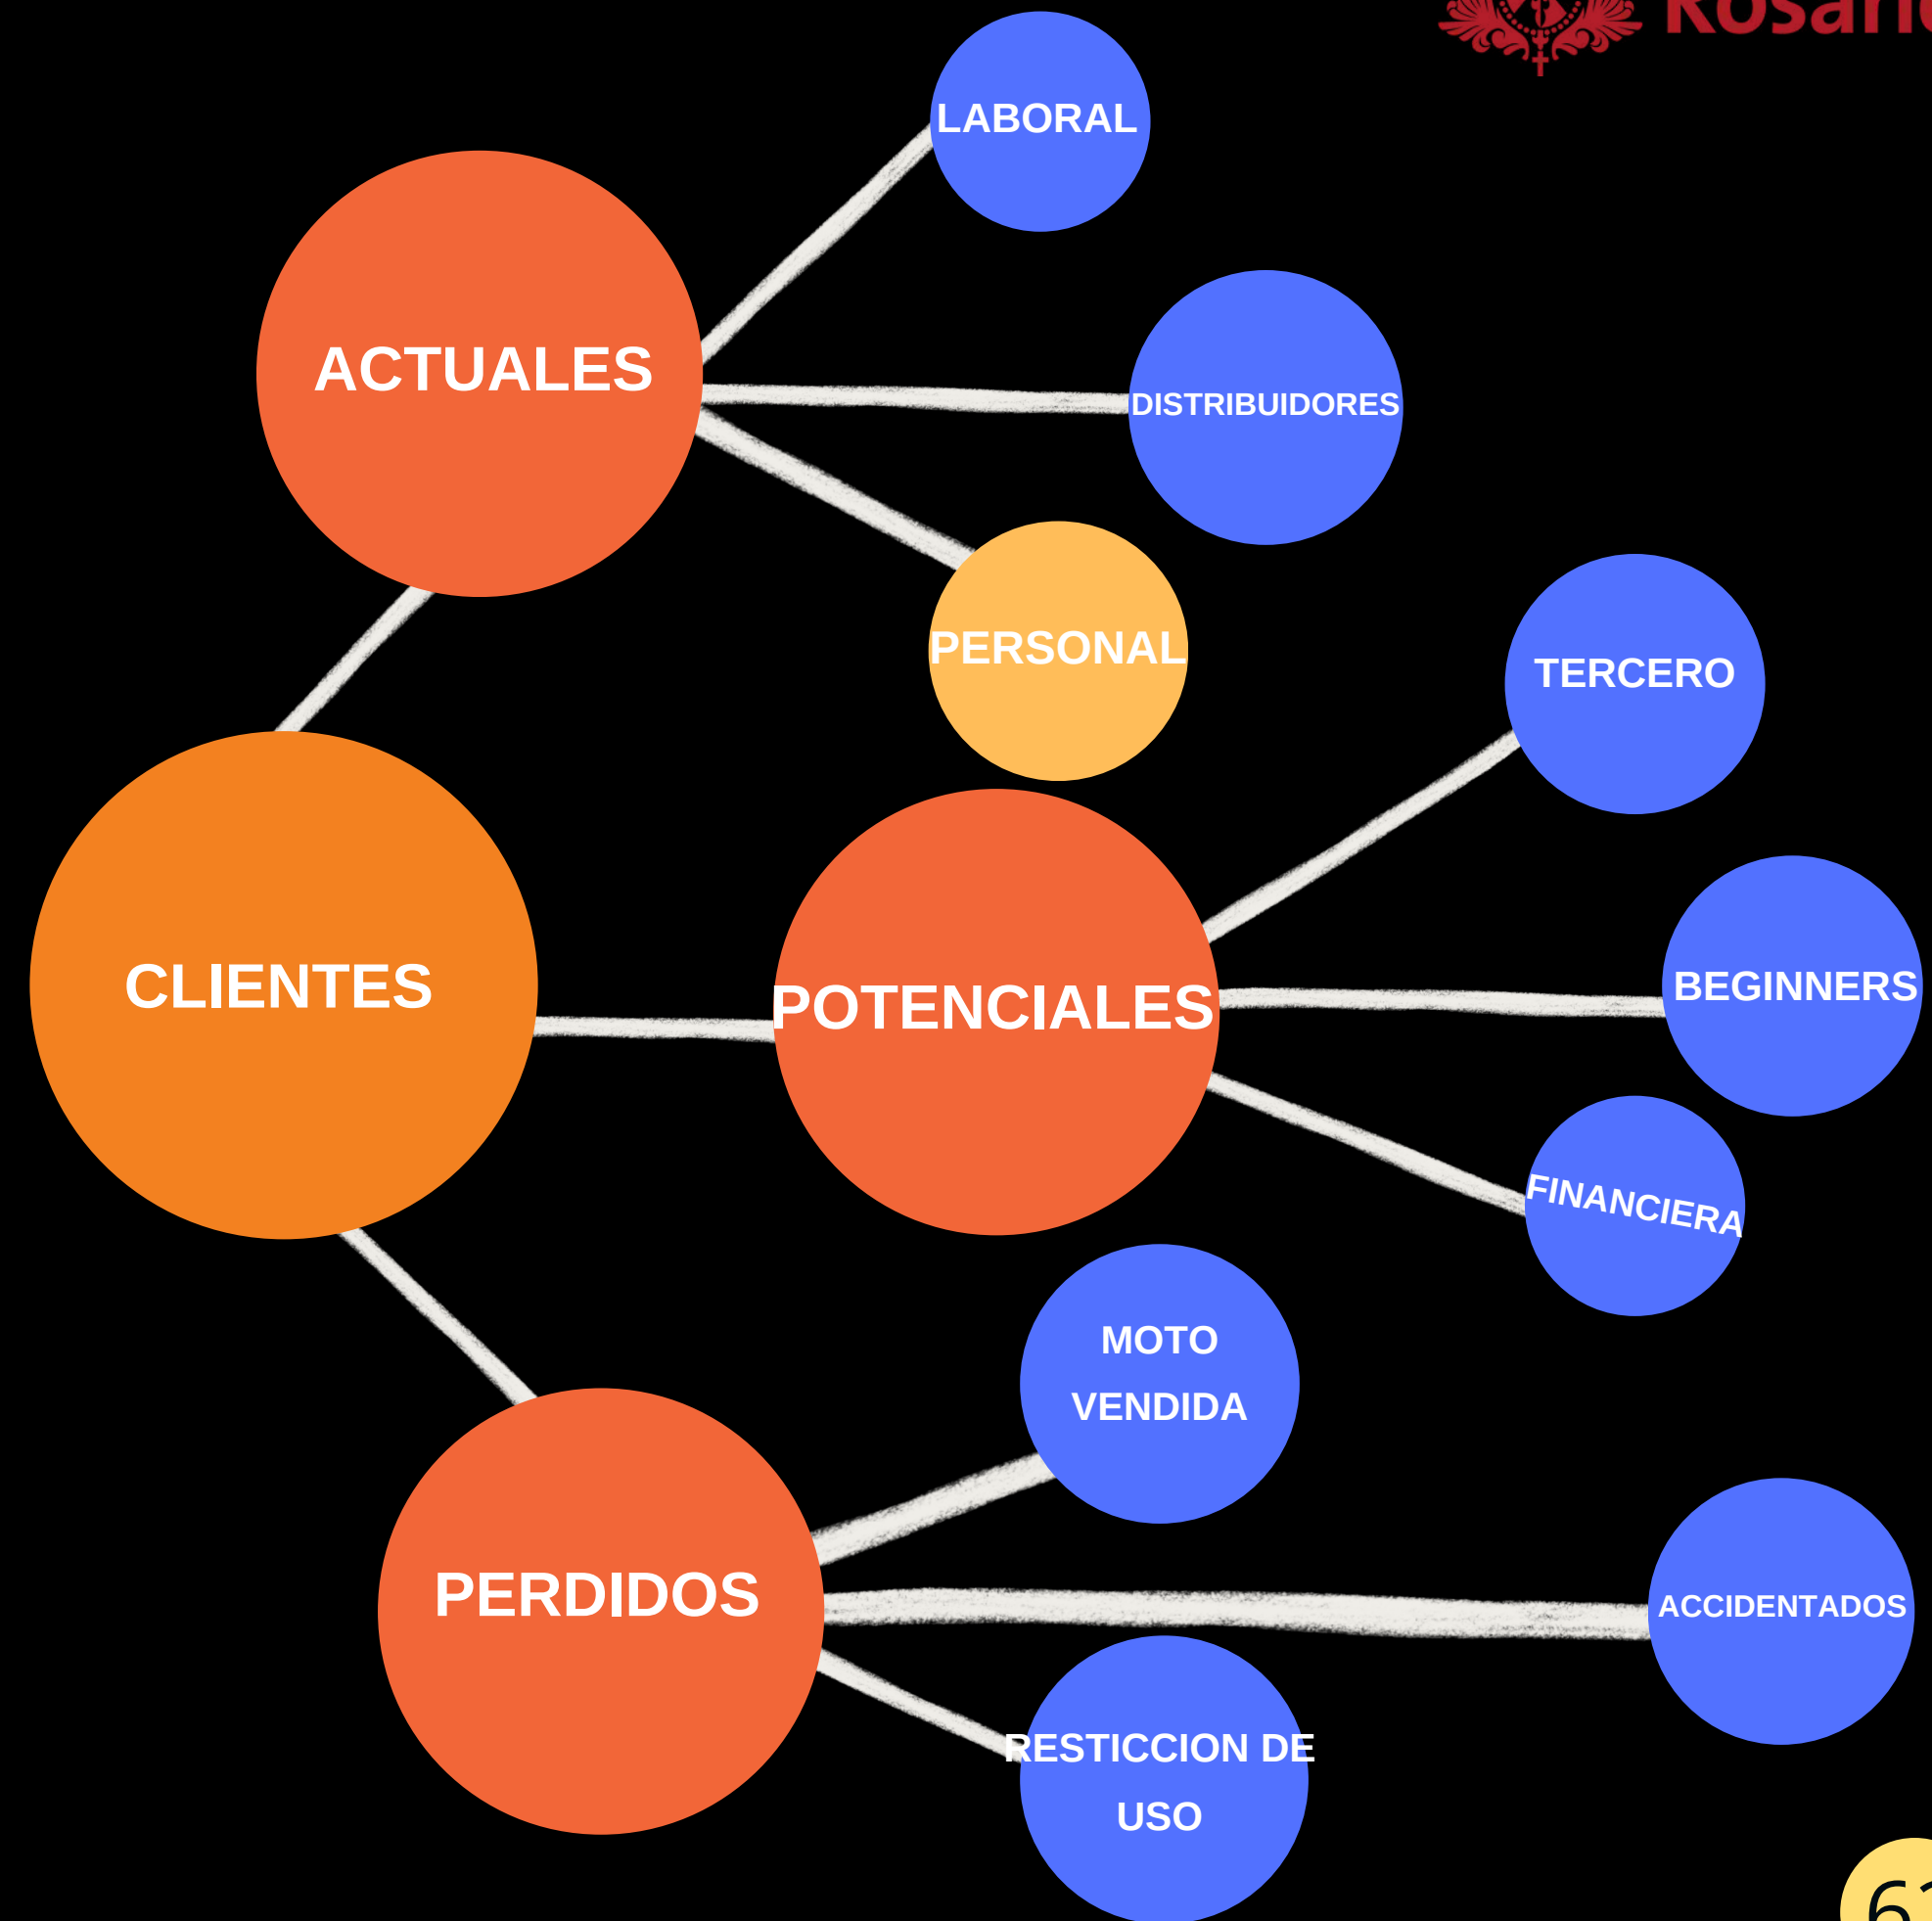 LABORAL
ACTUALES
DISTRIBUIDORES
PERSONAL
TERCERO
CLIENTES
POTENCIALES
BEGINNERS
FINANCIERA
MOTO
VENDIDA
PERDIDOS
ACCIDENTADOS
RESTICCION DE
USO